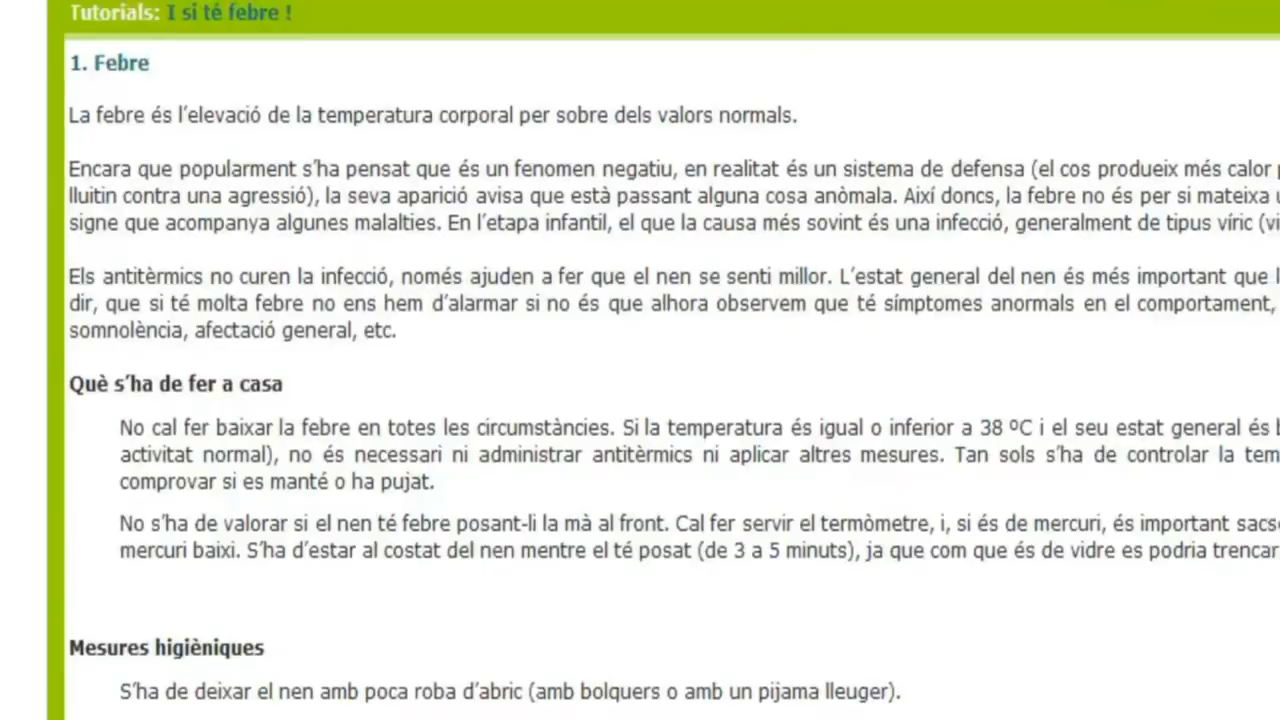 Tutorials: I si té febre !
1. Febre
La febre és l'elevació de la temperatura corporal per sobre dels valors normals.
Encara que popularment s'ha pensat que és un fenomen negatiu, en realitat és un sistema de defensa (el cos produeix més calor
lluitin contra una agressió), la seva aparició avisa que està passant alguna cosa anòmala. Així doncs, la febre no és per si mateixa
signe que acompanya algunes malalties. En l'etapa infantil, el que la causa més sovint és una infecció, generalment de tipus víric
Els antitèrmics no curen la infecció, només ajuden a fer que el nen se senti millor. L'estat general del nen és més important que
dir, que si té molta febre no ens hem d'alarmar si no és que alhora observem que té símptomes anormals en el comportament,
somnolència, afectació general, etc.
Què s'ha de fer a casa
No cal fer baixar la febre en totes les circumstàncies. Si la temperatura és igual o inferior a 38 ºC i el seu estat general és
activitat normal), no és necessari ni administrar antitèrmics ni aplicar altres mesures. Tan sols s'ha de controlar la
comprovar si es manté o ha pujat.
No s'ha de valorar si el nen té febre posant-li la mà al front. Cal fer servir el termòmetre, i, si és de mercuri, és important
mercuri baixi. S'ha d'estar al costat del nen mentre el té posat (de 3 a 5 minuts), ja que com que és de vidre es podria trencar
Mesures higièniques
S'ha de deixar el nen amb poca roba d'abric (amb bolquers o amb un pijama lleuger).